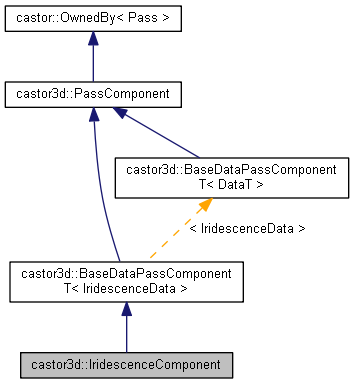 castor::OwnedBy< Pass >
castor3d::PassComponent
castor3d::BaseDataPassComponent
T< DataT >
< IridescenceData >
castor3d::BaseDataPassComponent
T< IridescenceData >
castor3d::IridescenceComponent